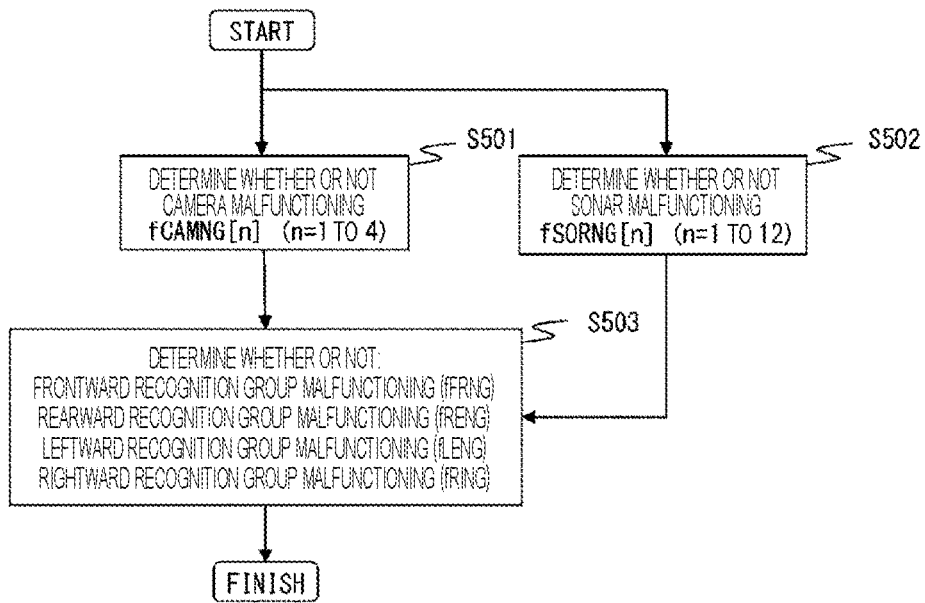 START
S501
DETERMINE WHETHER OR NOT
CAMERA MALFUNCTIONING
fCAMNG[n] (n=1 TO 4)
S502
DETERMINE WHETHER OR NOT
SONAR MALFUNCTIONING
fSORNG[n] (n=1 TO 12)
S503
DETERMINE WHETHER OR NOT:
FRONTWARD RECOGNITION GROUP MALFUNCTIONING (fFRNG)
REARWARD RECOGNITION GROUP MALFUNCTIONING (fRENG)
LEFTWARD RECOGNITION GROUP MALFUNCTIONING (fLENG)
RIGHTWARD RECOGNITION GROUP MALFUNCTIONING (fRING)
FINISH